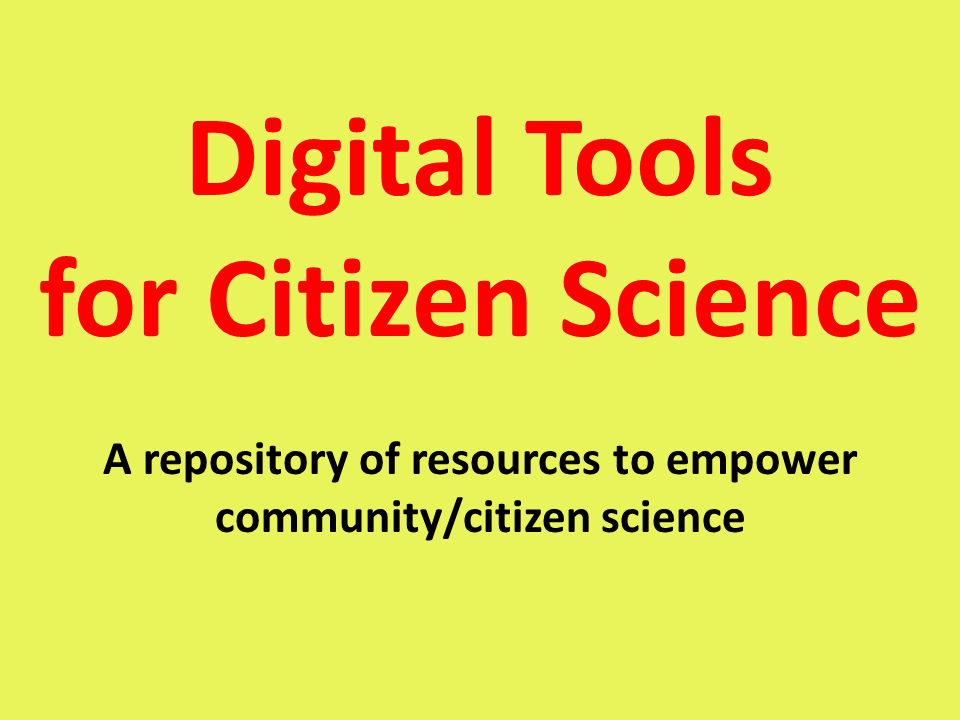 Digital Tools
for Citizen Science
A repository of resources to empower
community/citizen science